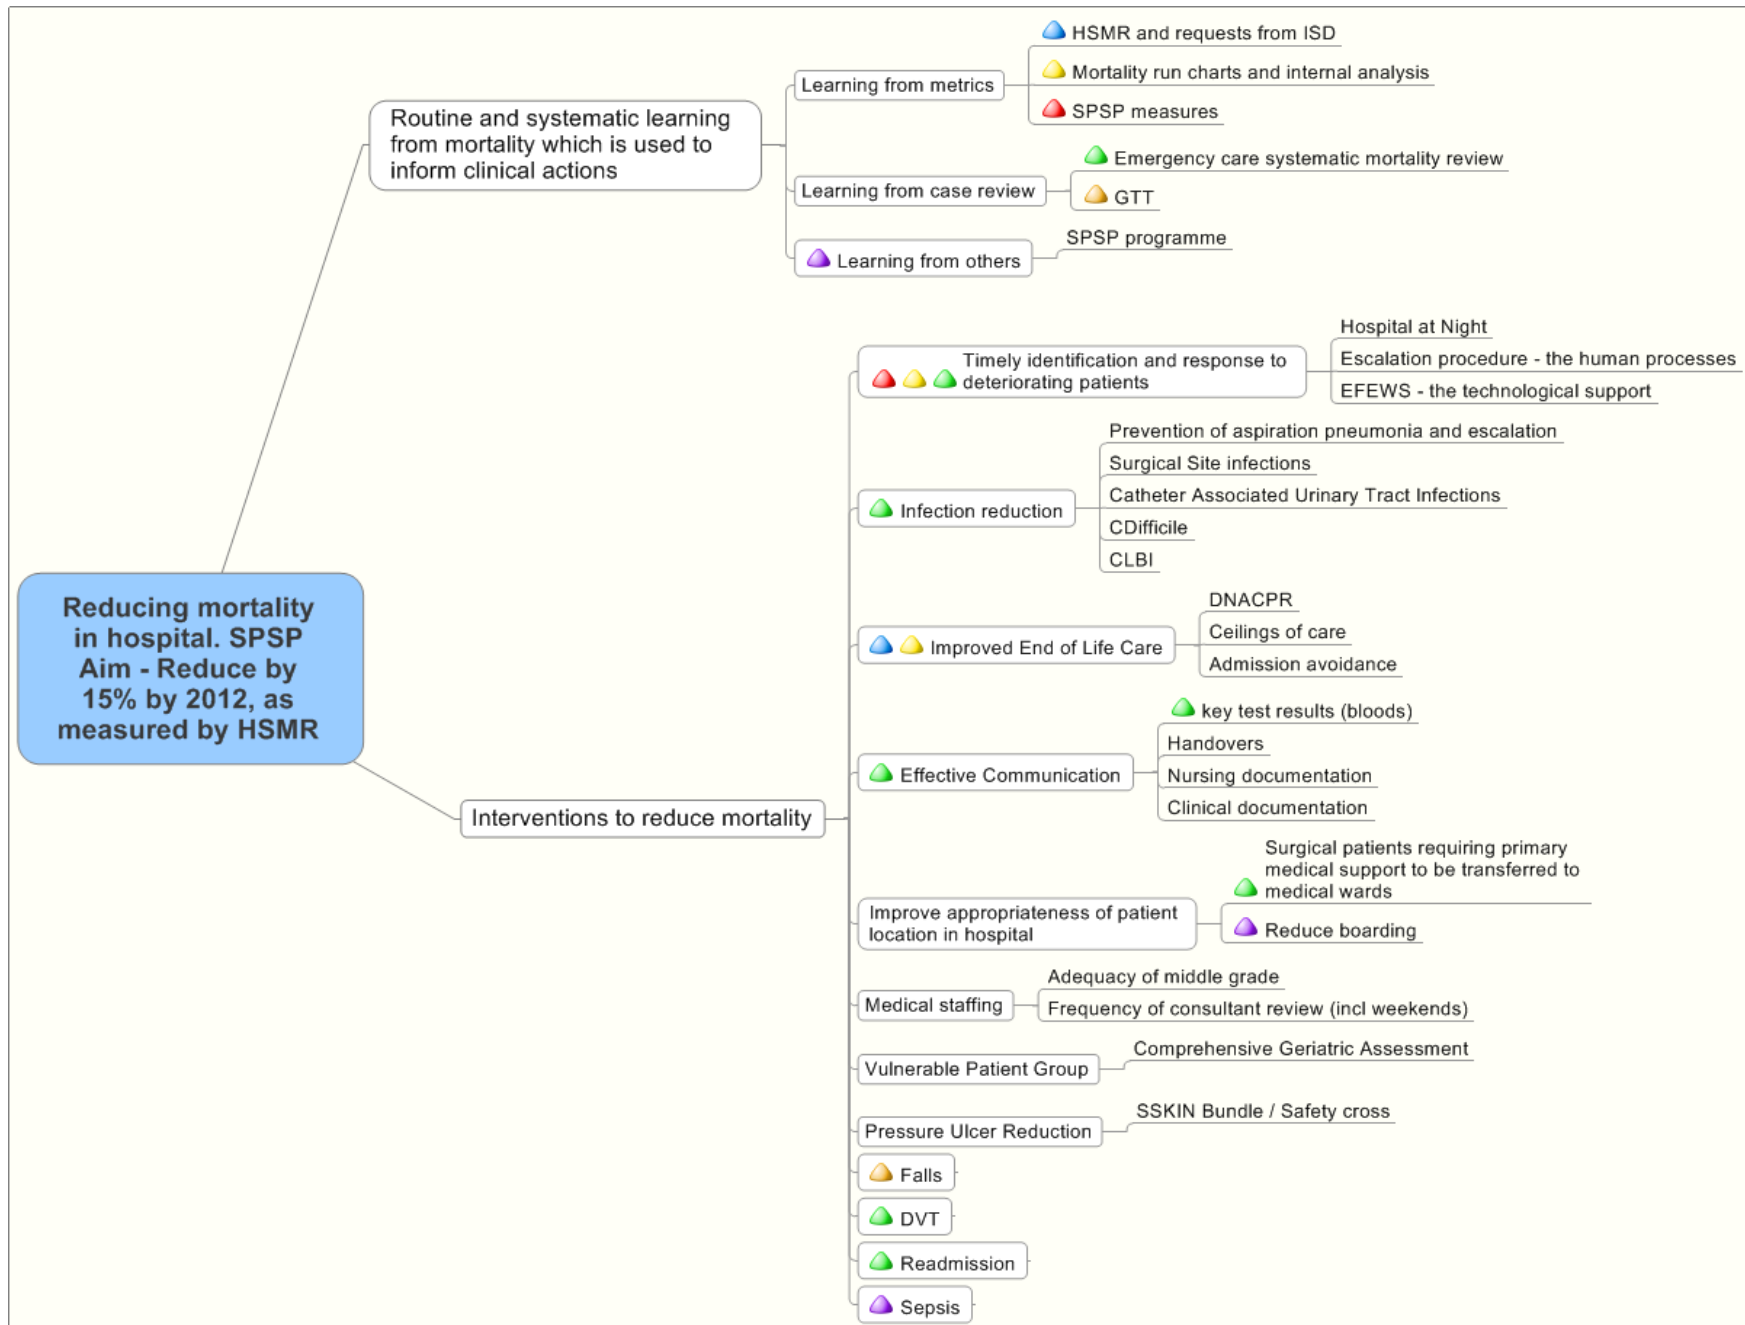 HSMR and requests from ISD
Mortality run charts and internal analysis
SPSP measures
Learning from metrics
Routine and systematic learning
from mortality which is used to
inform clinical actions
Emergency care systematic mortality review
GTT
Learning from case review
SPSP programme
Learning from others
Hospital at Night
Escalation procedure - the human processes
EFEWS - the technological support
Timely identification and response to
deteriorating patients
Prevention of aspiration pneumonia and escalation
Surgical Site infections
Catheter Associated Urinary Tract Infections
CDifficile
CLBI
Infection reduction
DNACPR
Ceilings of care
Admission avoidance
Improved End of Life Care
Reducing mortality
in hospital. SPSP
Aim - Reduce by
15% by 2012, as
measured by HSMR
key test results (bloods)
Handovers
Nursing documentation
Clinical documentation
Effective Communication
Interventions to reduce mortality
Surgical patients requiring primary
medical support to be transferred to
medical wards
Reduce boarding
Improve appropriateness of patient
location in hospital
Adequacy of middle grade
Frequency of consultant review (incl weekends)
Medical staffing
Comprehensive Geriatric Assessment
Vulnerable Patient Group
SSKIN Bundle / Safety cross
Pressure Ulcer Reduction
Falls
DVT
Readmission
Sepsis